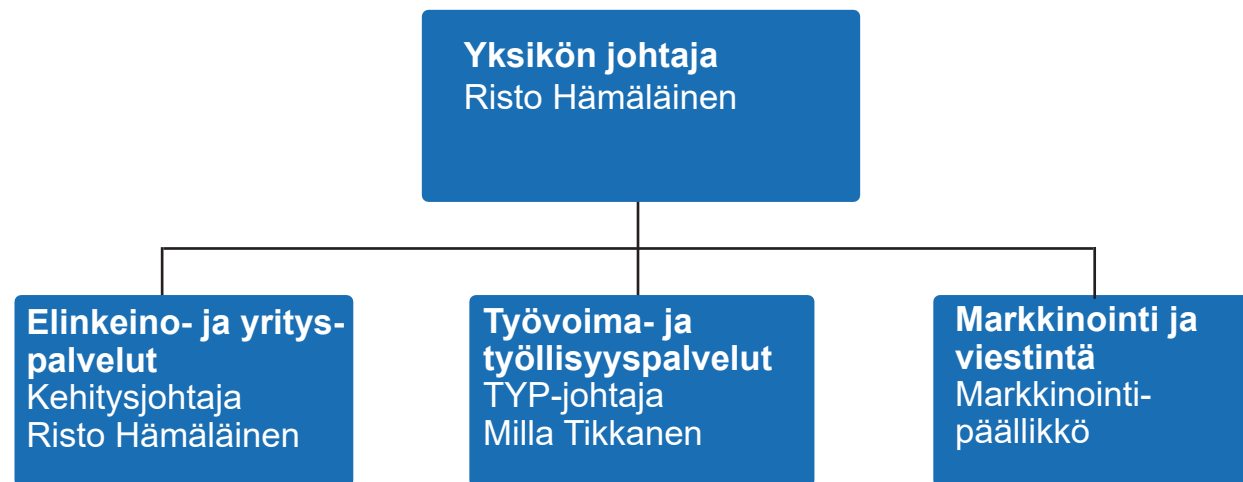 Yksikön johtaja
Risto Hämäläinen
Elinkeino- ja yritys-
palvelut
Kehitysjohtaja
Risto Hämäläinen
Työvoima- ja
työllisyyspalvelut
TYP-johtaja
Milla Tikkanen
Markkinointi ja
viestintä
Markkinointi-
päällikkö